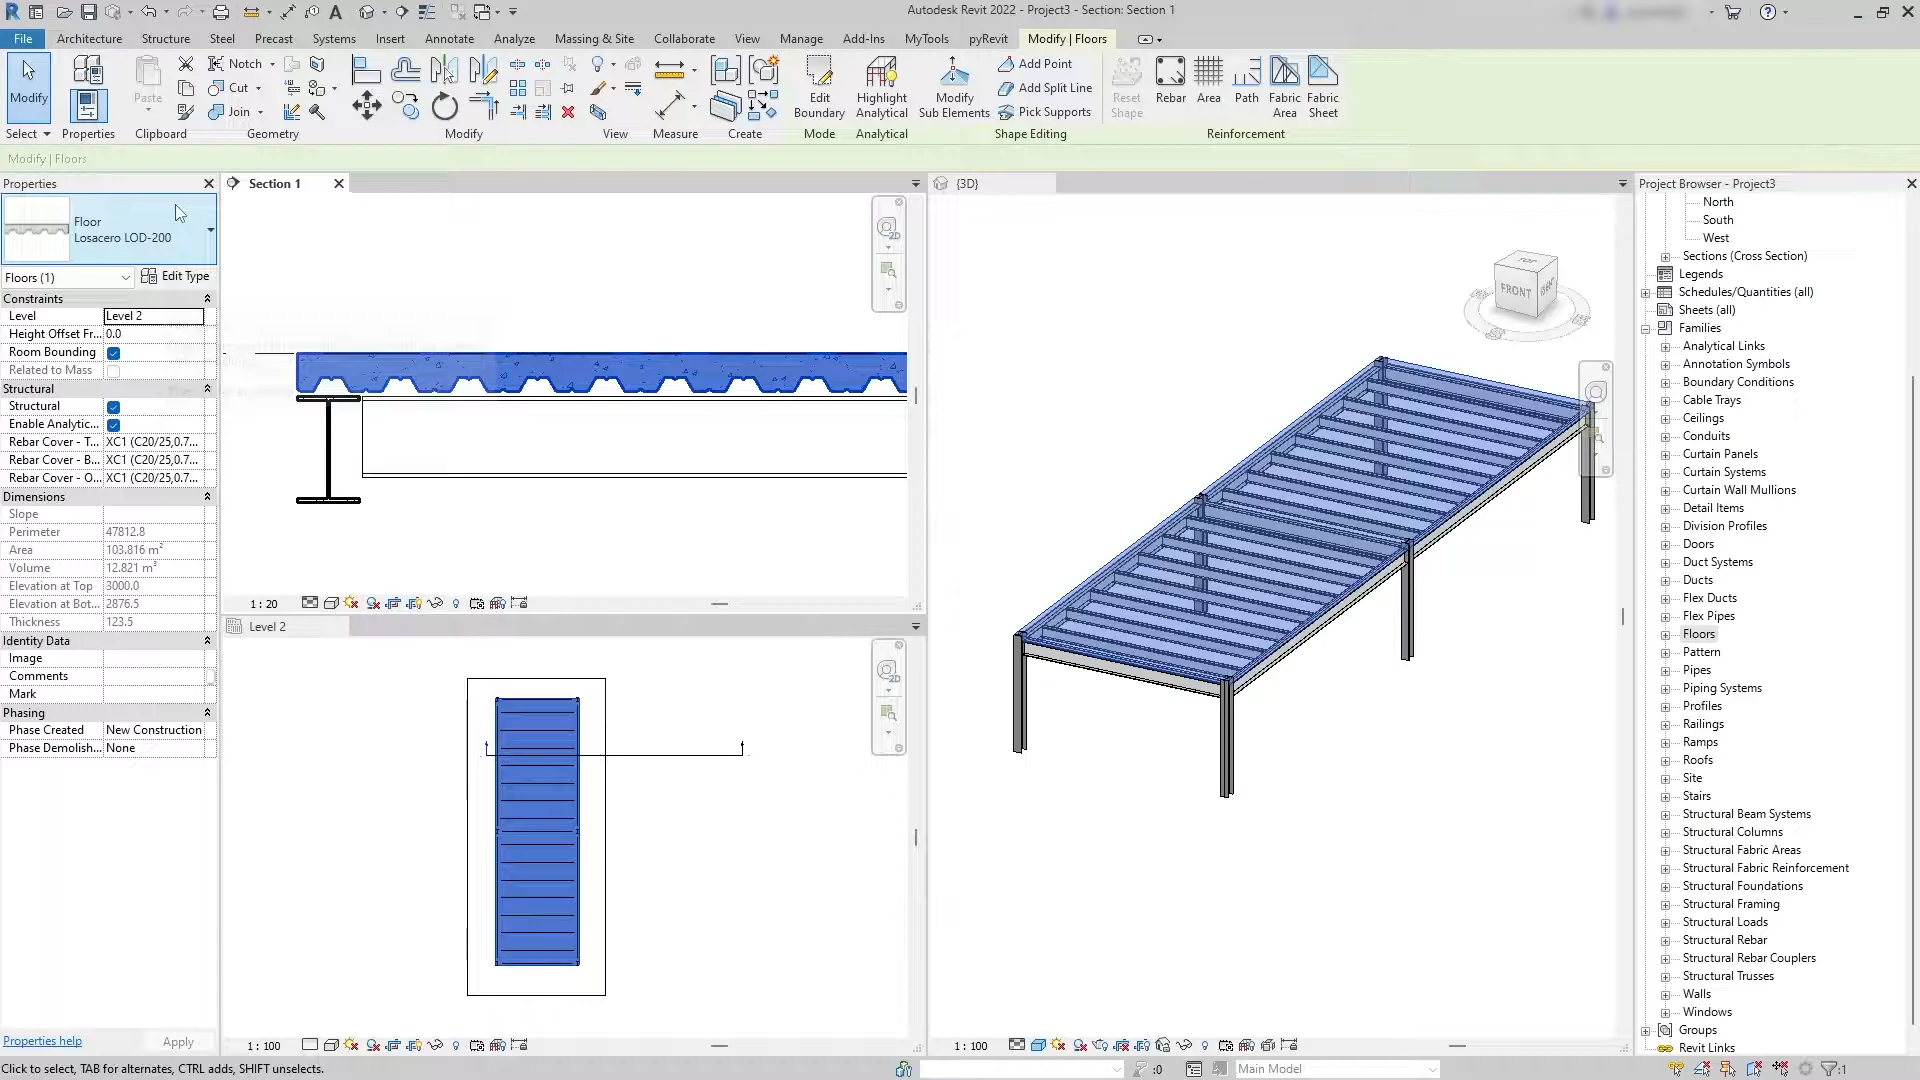 Autodesk Revit 2022 - Project3 - Section: Section 1
File
Architecture
Structure
Steel
Precast
Systems
Insert
Annotate
Analyze
Massing & Site
Collaborate
View
Manage
Add-Ins
MyTools
pyRevit
Modify | Floors
Modify
Properties
Paste
Notch
Cut
Join
Edit Boundary
Highlight Analytical
Modify Sub Elements
Add Point
Add Split Line
Pick Supports
Reset Shape
Rebar
Area
Path
Fabric Area
Fabric Sheet
Select
Properties
Clipboard
Geometry
Modify
View
Measure
Create
Mode
Analytical
Shape Editing
Reinforcement
Modify | Floors
Properties
Floor
Losacero LOD-200
Floors (1)
Edit Type
Constraints
Level Level 2
Height Offset Fr... 0.0
Room Bounding
Related to Mass
Structural
Structural
Enable Analytic...
Rebar Cover - T... XC1 (C20/25,0.7...
Rebar Cover - B... XC1 (C20/25,0.7...
Rebar Cover - O... XC1 (C20/25,0.7...
Dimensions
Slope
Perimeter 47812.8
Area 103.816 m²
Volume 12.821 m³
Elevation at Top 3000.0
Elevation at Bot... 2876.5
Thickness 123.5
Identity Data
Image
Comments
Mark
Phasing
Phase Created New Construction
Phase Demolish... None
Properties help
Apply
Section 1
2D
1 : 20
Level 2
2D
1 : 100
{3D}
TOP
FRONT
1 : 100
Project Browser - Project3
North
South
West
Sections (Cross Section)
Legends
Schedules/Quantities (all)
Sheets (all)
Families
Analytical Links
Annotation Symbols
Boundary Conditions
Cable Trays
Ceilings
Conduits
Curtain Panels
Curtain Systems
Curtain Wall Mullions
Detail Items
Division Profiles
Doors
Duct Systems
Ducts
Flex Ducts
Flex Pipes
Floors
Pattern
Pipes
Piping Systems
Profiles
Railings
Ramps
Roofs
Site
Stairs
Structural Beam Systems
Structural Columns
Structural Fabric Areas
Structural Fabric Reinforcement
Structural Foundations
Structural Framing
Structural Loads
Structural Rebar
Structural Rebar Couplers
Structural Trusses
Walls
Windows
Groups
Revit Links
Click to select, TAB for alternates, CTRL adds, SHIFT unselects.
:0
Main Model
:1